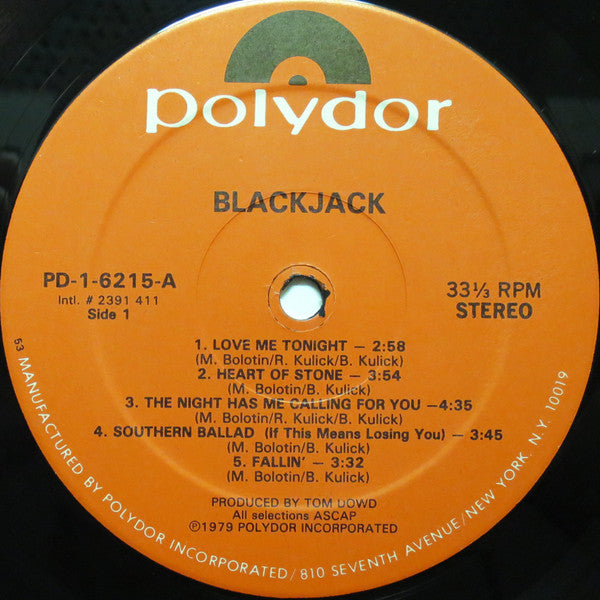 polydor
BLACKJACK
PD-1-6215-A
Intl. # 2391 411
Side 1
33⅓ RPM
STEREO
1. LOVE ME TONIGHT — 2:58
(M. Bolotin/R. Kulick/B. Kulick)
2. HEART OF STONE — 3:54
(M. Bolotin/B. Kulick)
3. THE NIGHT HAS ME CALLING FOR YOU —4:35
(M. Bolotin/R. Kulick/B. Kulick)
4. SOUTHERN BALLAD (If This Means Losing You) — 3:45
(M. Bolotin/B. Kulick)
5. FALLIN' — 3:32
(M. Bolotin/B. Kulick)
PRODUCED BY TOM DOWD
All selections ASCAP
℗1979 POLYDOR INCORPORATED
53 MANUFACTURED BY POLYDOR INCORPORATED/810 SEVENTH AVENUE/NEW YORK, N.Y. 10019